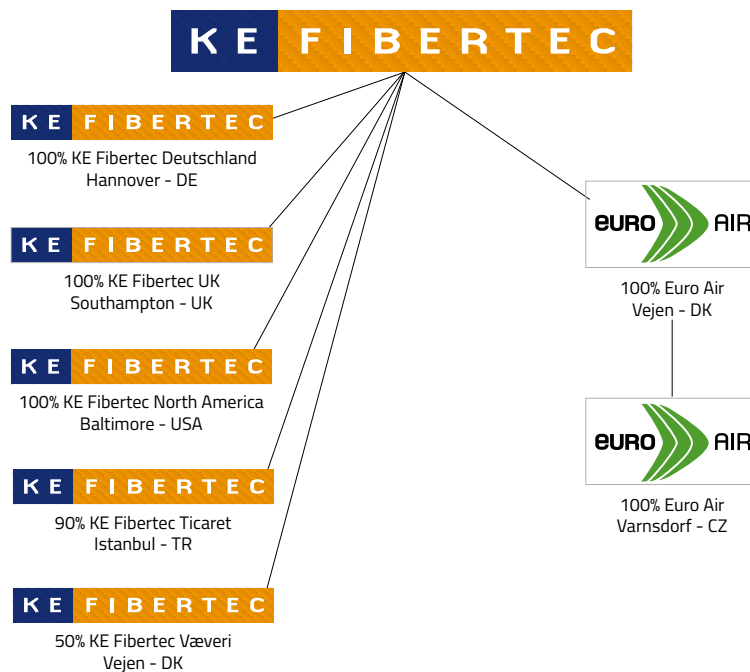 KE FIBERTEC
KE FIBERTEC
100% KE Fibertec Deutschland
Hannover - DE
KE FIBERTEC
100% KE Fibertec UK
Southampton - UK
KE FIBERTEC
100% KE Fibertec North America
Baltimore - USA
KE FIBERTEC
90% KE Fibertec Ticaret
Istanbul - TR
KE FIBERTEC
50% KE Fibertec Væveri
Vejen - DK
eURO AIR
100% Euro Air
Vejen - DK
eURO AIR
100% Euro Air
Varnsdorf - CZ